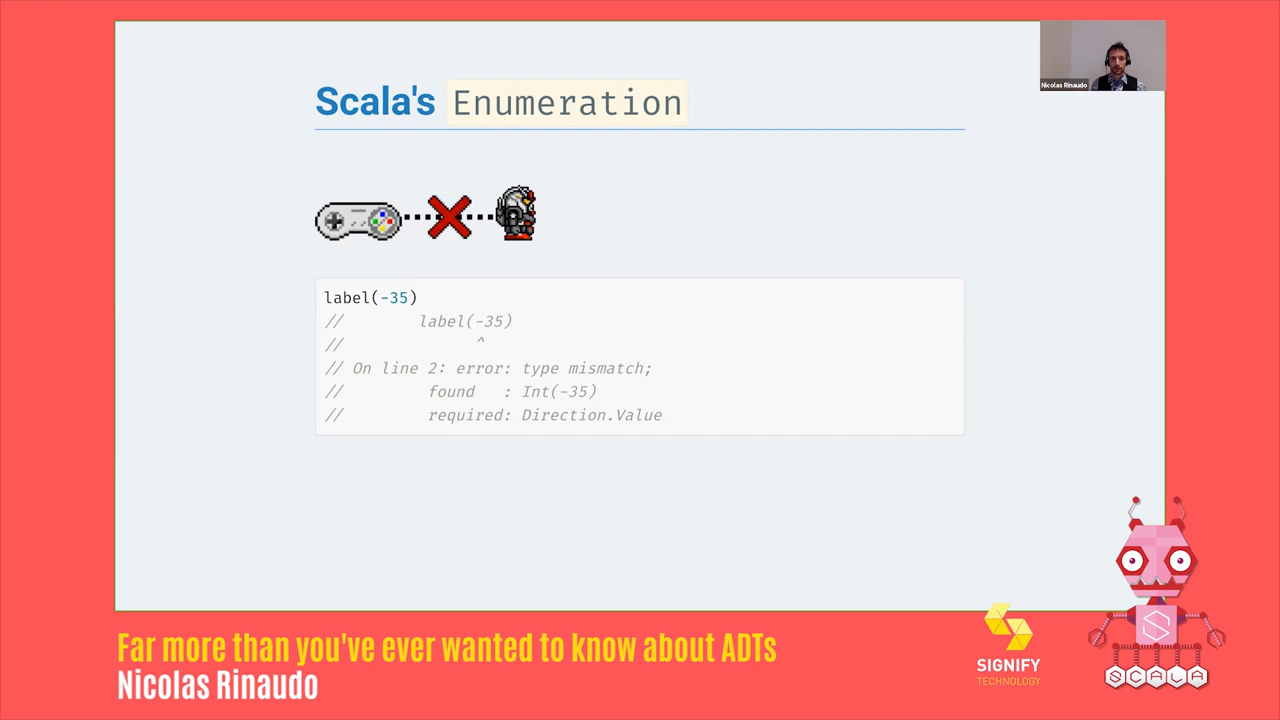 Nicolas Rinaudo
Scala's Enumeration
label(-35)
//        label(-35)
//              ^
// On line 2: error: type mismatch;
//         found   : Int(-35)
//         required: Direction.Value
Far more than you've ever wanted to know about ADTs
Nicolas Rinaudo
SIGNIFY
TECHNOLOGY
S
SCALA